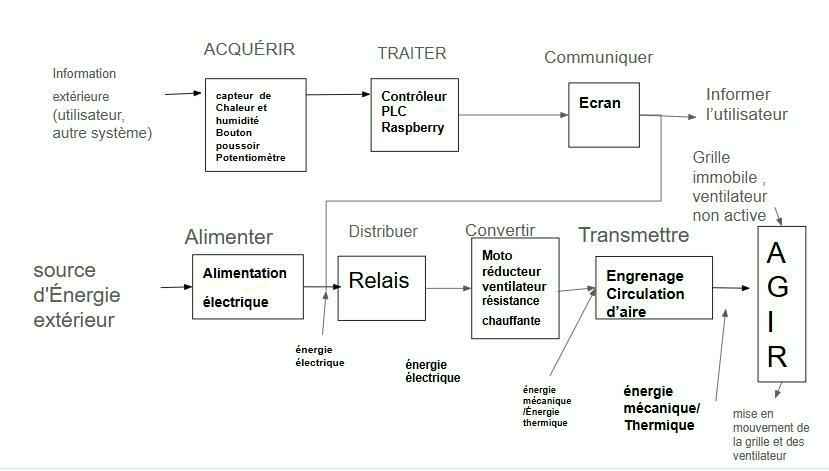 ACQUÉRIR
TRAITER
Communiquer
Information
extérieure
(utilisateur,
autre système)
capteur de
Chaleur et
humidité
Bouton
poussoir
Potentiomètre
Contrôleur
PLC
Raspberry
Ecran
Informer
l'utilisateur
Grille
immobile ,
ventilateur
non active
Alimenter
Distribuer
Convertir
Transmettre
source
d'Énergie
extérieur
Alimentation
électrique
Relais
Moto
réducteur
ventilateur
résistance
chauffante
Engrenage
Circulation
d'aire
A
G
I
R
énergie
électrique
énergie
électrique
énergie
mécanique
/Énergie
thermique
énergie
mécanique/
Thermique
mise en
mouvement de
la grille et des
ventilateur